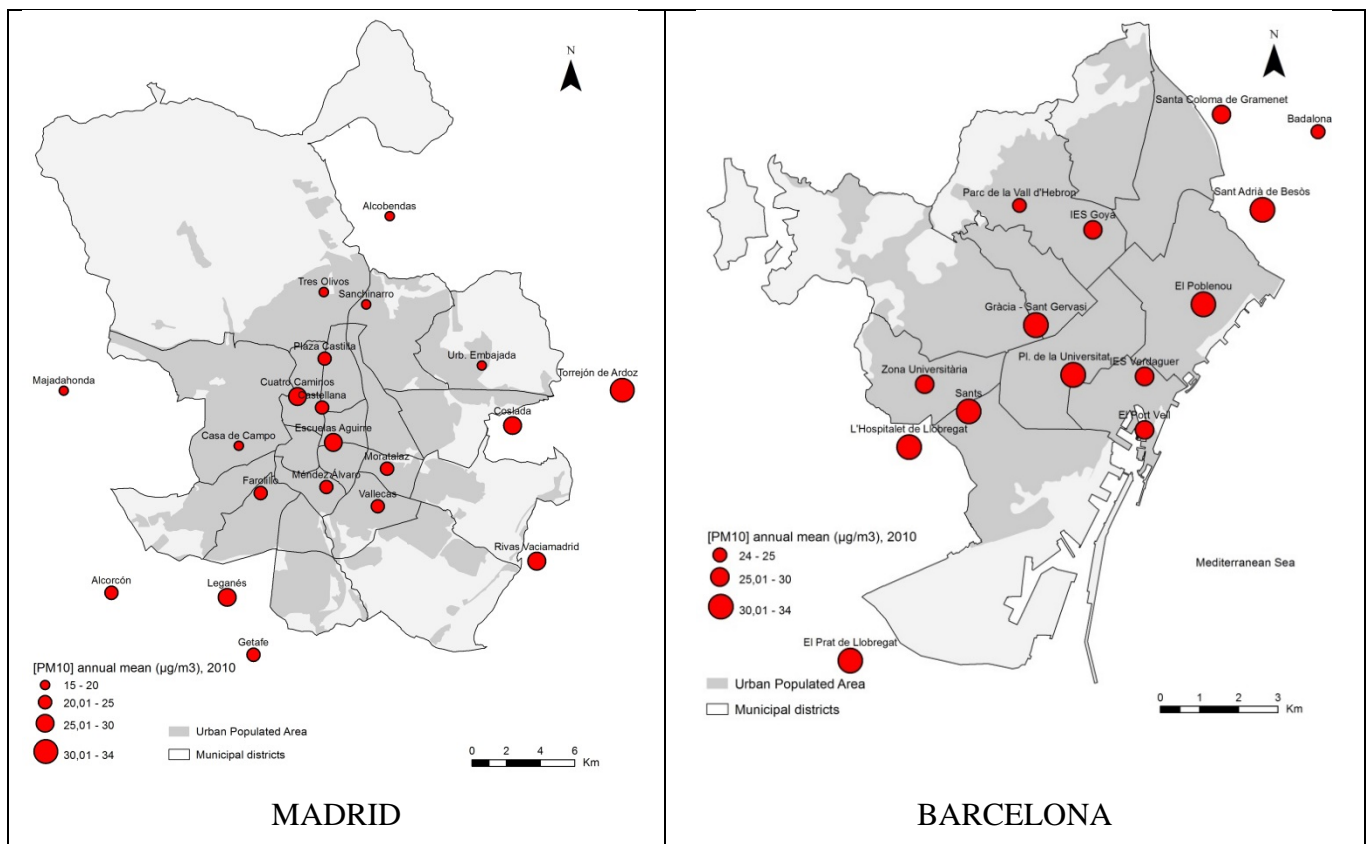 N
Alcobendas
Tres Olivos
Sanchinarro
Plaza Castilla
Urb. Embajada
Majadahonda
Torrejón de Ardoz
Cuatro Caminos
Castellana
Coslada
Escuelas Aguirre
Casa de Campo
Moratalaz
Farolillo
Méndez Álvaro
Vallecas
Rivas Vaciamadrid
Alcorcón
Leganés
Getafe
[PM10] annual mean (µg/m3), 2010
15 - 20
20,01 - 25
25,01 - 30
30,01 - 34
Urban Populated Area
Municipal districts
0 2 4 6
Km
MADRID
N
Santa Coloma de Gramenet
Badalona
Parc de la Vall d'Hebron
Sant Adrià de Besòs
IES Goya
El Poblenou
Gràcia - Sant Gervasi
Pl. de la Universitat
IES Verdaguer
Zona Universitària
Sants
El Port Vell
L'Hospitalet de Llobregat
[PM10] annual mean (µg/m3), 2010
24 - 25
25,01 - 30
30,01 - 34
Mediterranean Sea
El Prat de Llobregat
Urban Populated Area
Municipal districts
0 1 2 3
Km
BARCELONA